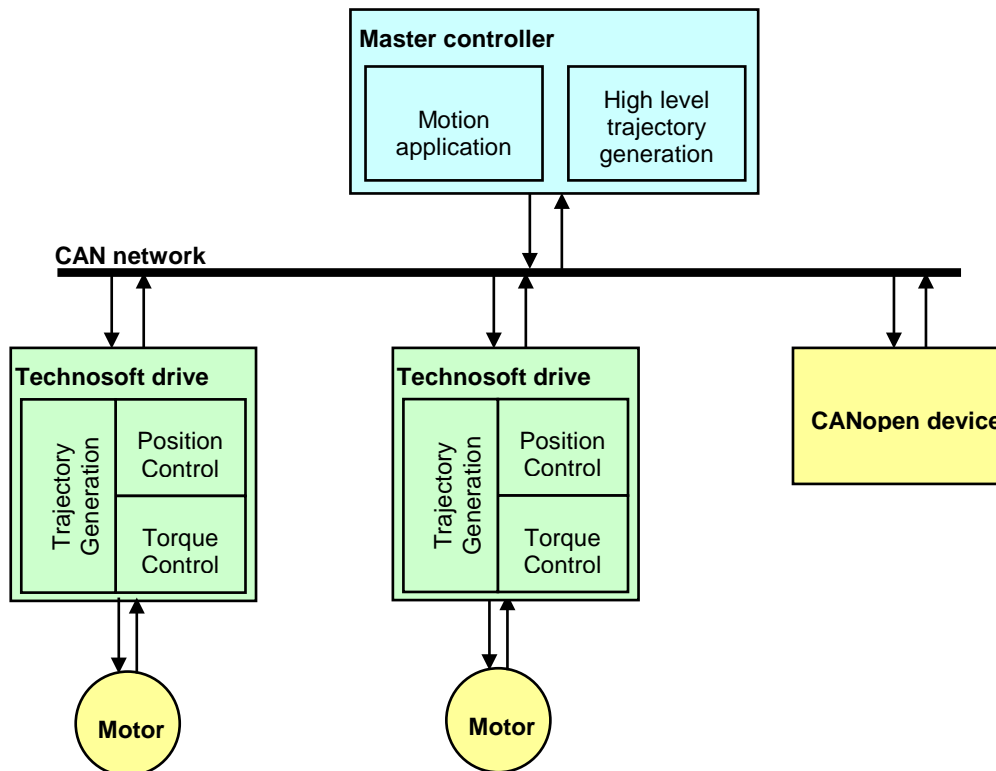 Master controller
Motion
application
High level
trajectory
generation
CAN network
Technosoft drive
Trajectory
Generation
Position
Control
Torque
Control
Technosoft drive
Trajectory
Generation
Position
Control
Torque
Control
CANopen device
Motor
Motor